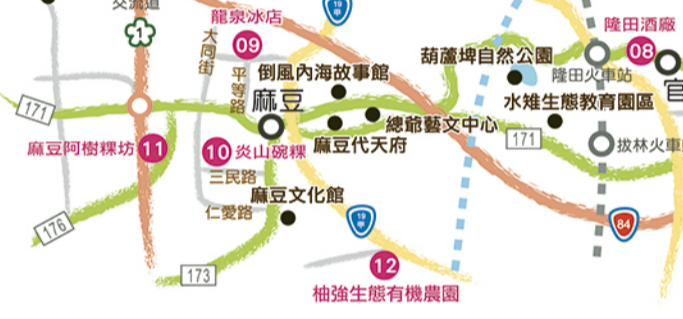 交流道
龍泉冰店
19
甲
隆田酒廠
1
大同街
09
葫蘆埤自然公園
08
倒風內海故事館
隆田火車站
平等路
麻豆
水雉生態教育園區
171
總爺藝文中心
171
麻豆阿樹粿坊
11
10
炎山碗粿
麻豆代天府
拔林火車
三民路
麻豆文化館
仁愛路
19
甲
84
176
173
12
柚強生態有機農園